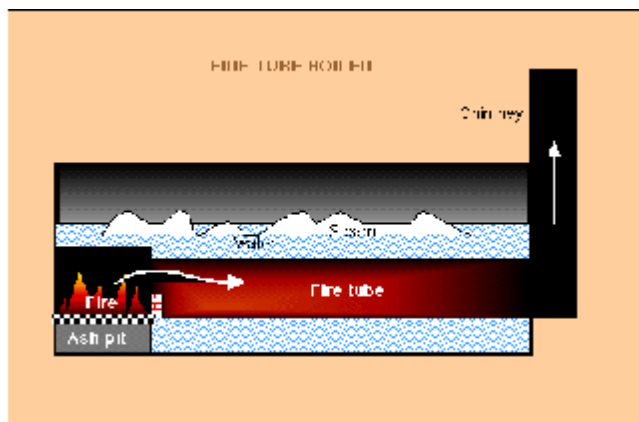 FIRE TUBE BOILER
Chimney
Steam
Water
Fire
Fire tube
Ash pit